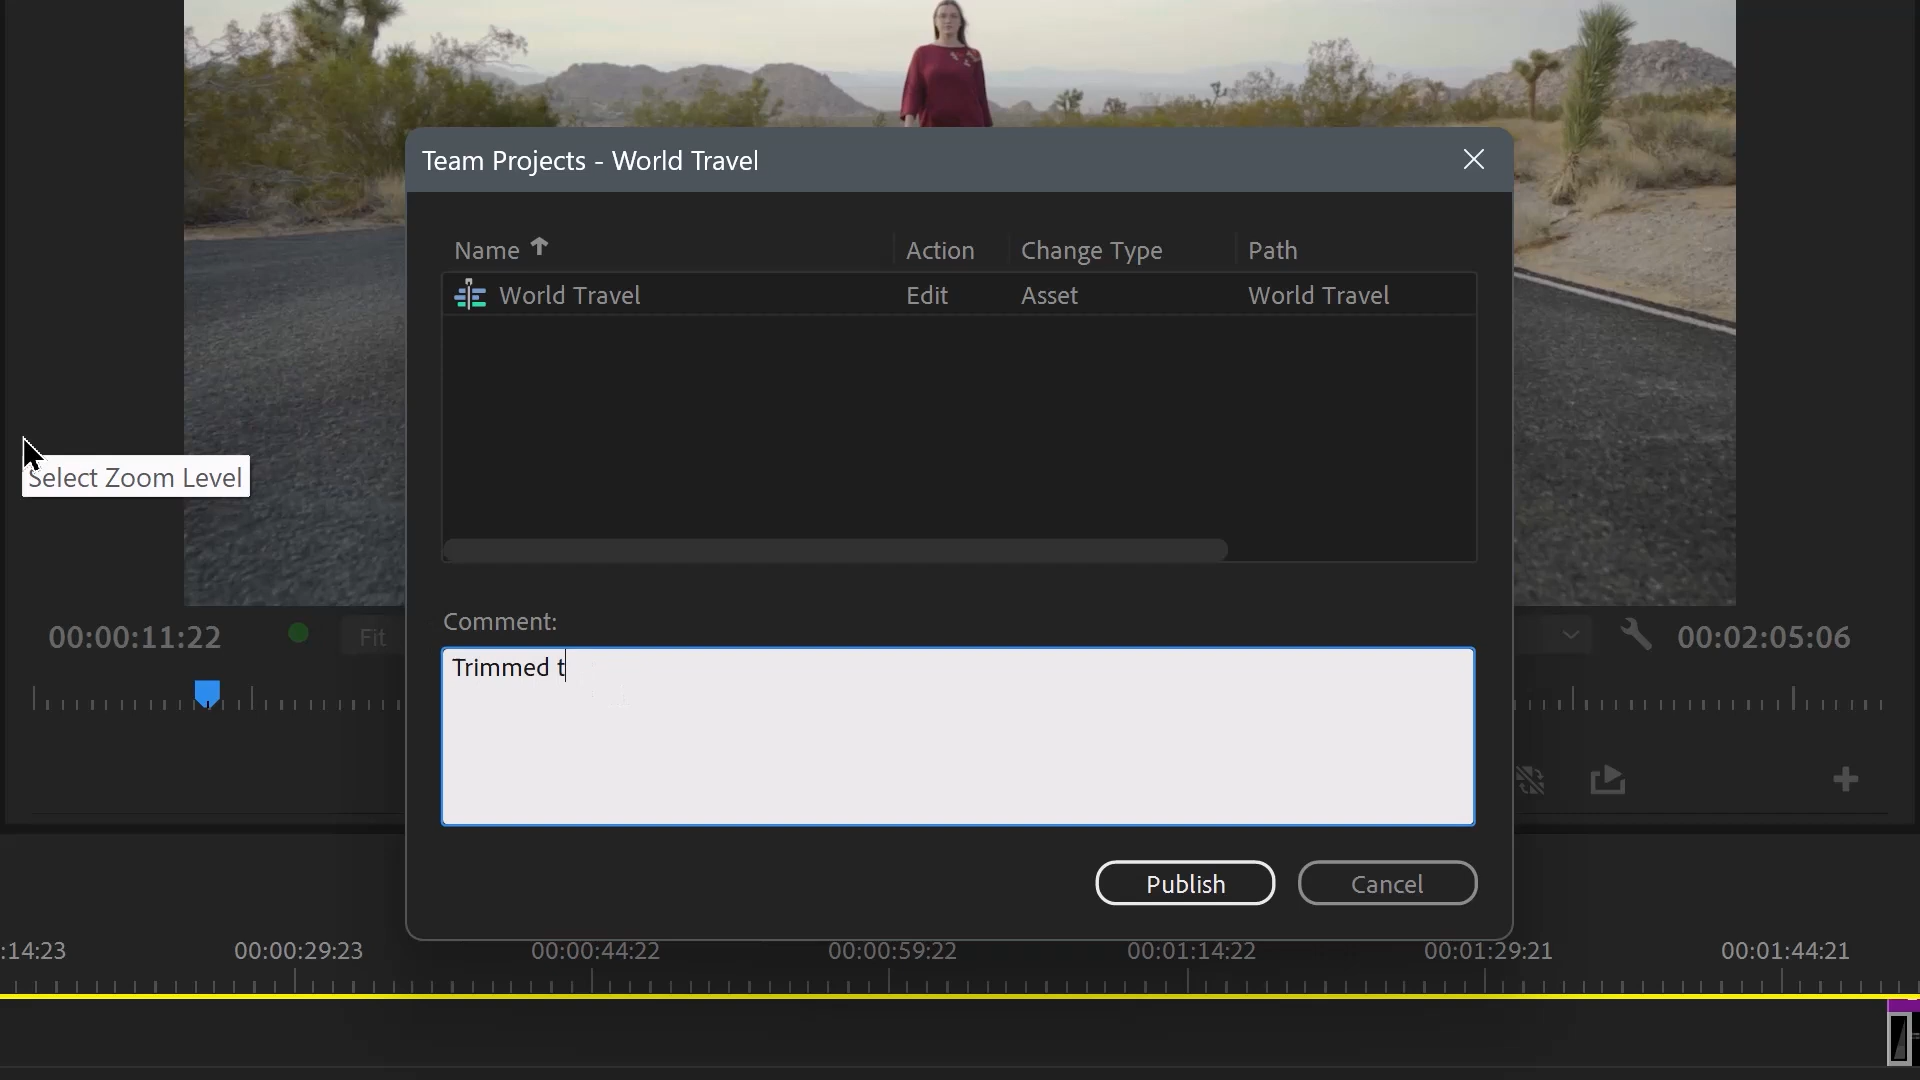 Team Projects - World Travel
Name Action Change Type Path
World Travel Edit Asset World Travel
Select Zoom Level
Comment:
00:00:11:22 Fit 00:02:05:06
Trimmed t
Publish Cancel
:14:23 00:00:29:23 00:00:44:22 00:00:59:22 00:01:14:22 00:01:29:21 00:01:44:21